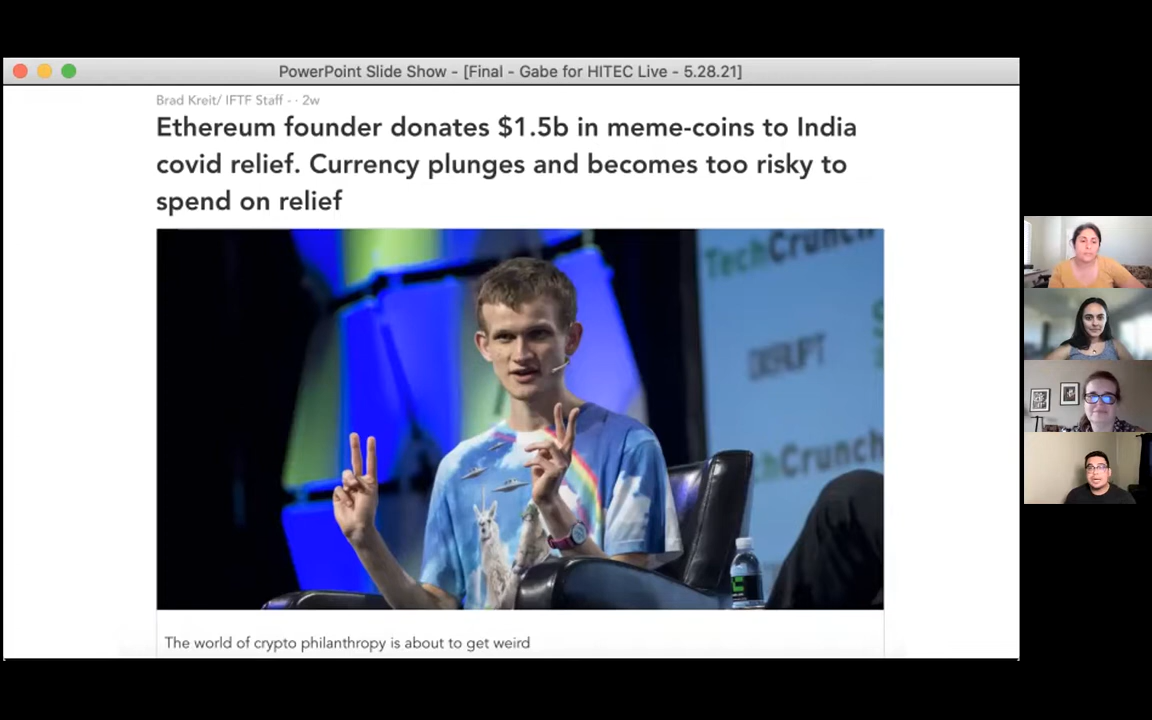 PowerPoint Slide Show - [Final - Gabe for HITEC Live - 5.28.21]
Brad Kreit/ IFTF Staff - · 2w
Ethereum founder donates $1.5b in meme-coins to India
covid relief. Currency plunges and becomes too risky to
spend on relief
TechCrunch
DISRUPT
chCrunch
The world of crypto philanthropy is about to get weird